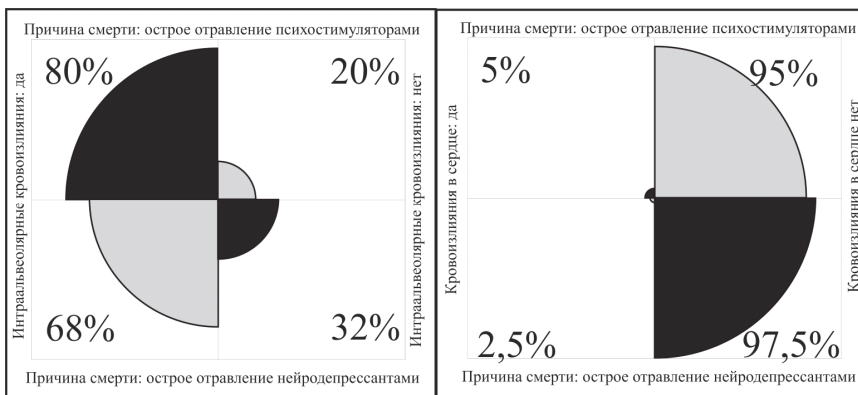 Причина смерти: острое отравление психостимуляторами
80%
20%
Интраальвеолярные кровоизлияния: да
Интраальвеолярные кровоизлияния: нет
68%
32%
Причина смерти: острое отравление нейродепрессантами
Причина смерти: острое отравление психостимуляторами
5%
95%
Кровоизлияния в сердце: да
Кровоизлияния в сердце нет
2,5%
97,5%
Причина смерти: острое отравление нейродепрессантами